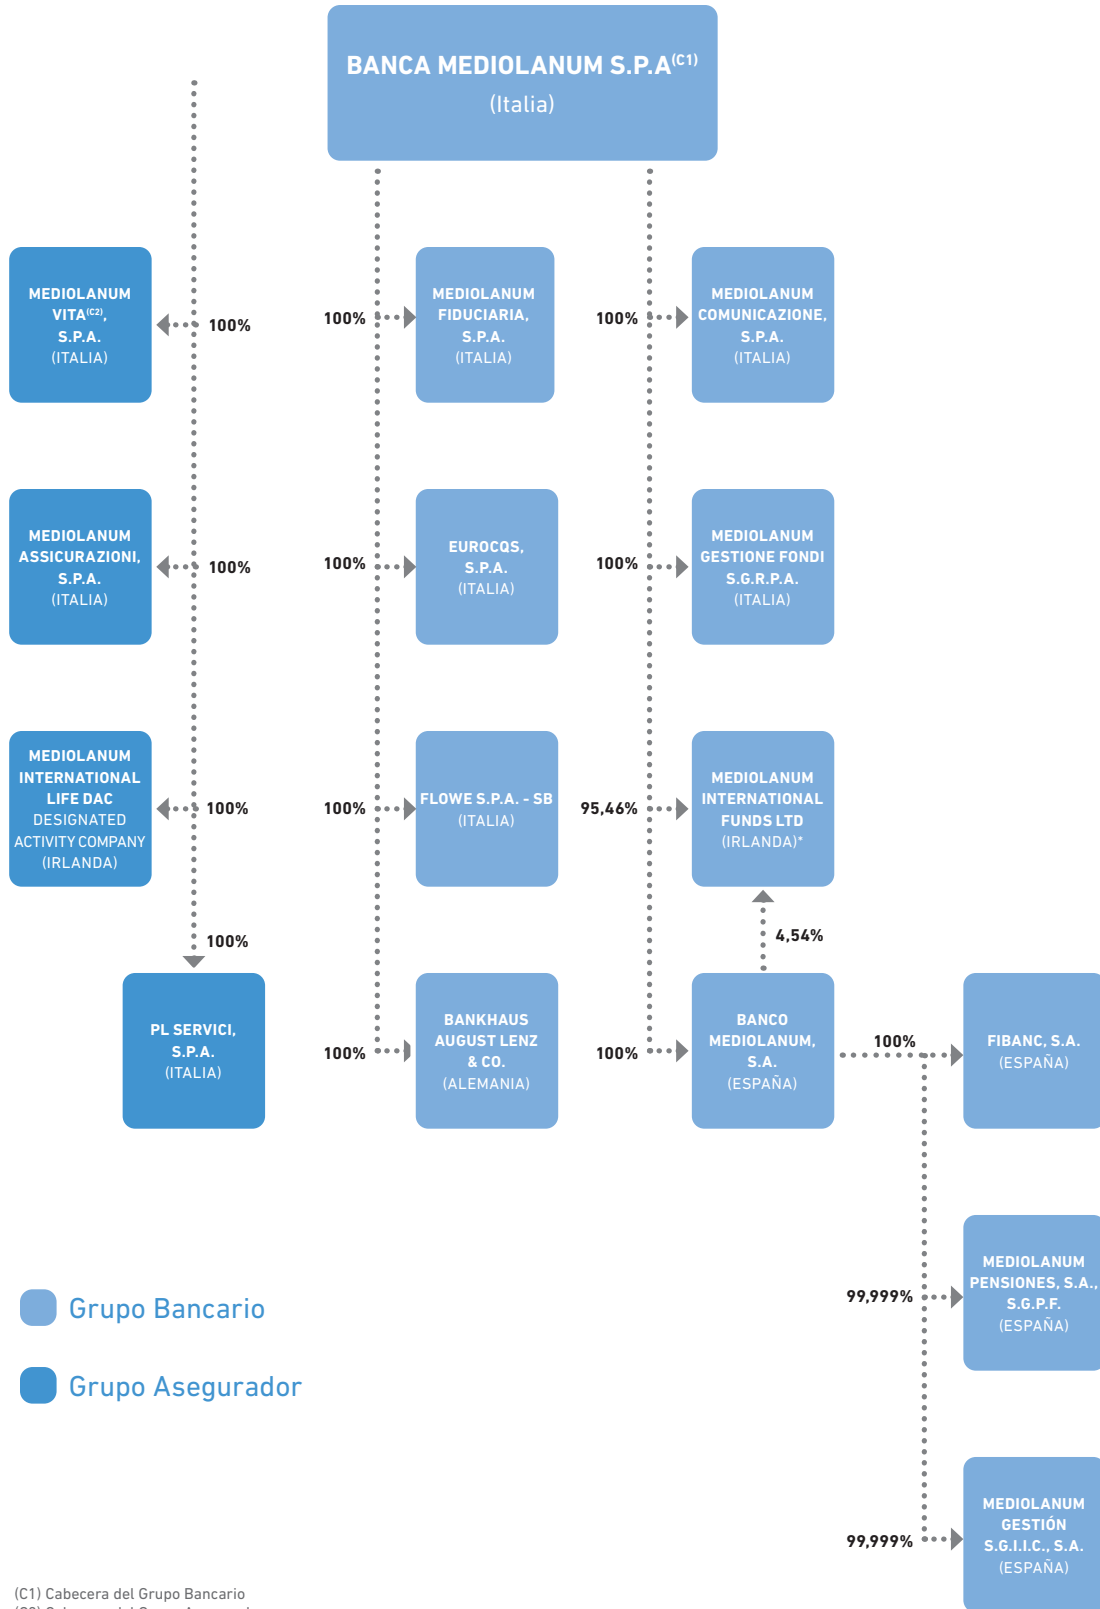 BANCA MEDIOLANUM S.P.A(C1)
(Italia)
MEDIOLANUM
VITA(C2),
S.P.A.
(ITALIA)
100%
100%
MEDIOLANUM
FIDUCIARIA,
S.P.A.
(ITALIA)
100%
MEDIOLANUM
COMUNICAZIONE,
S.P.A.
(ITALIA)
MEDIOLANUM
ASSICURAZIONI,
S.P.A.
(ITALIA)
100%
100%
EUROCQS,
S.P.A.
(ITALIA)
100%
MEDIOLANUM
GESTIONE FONDI
S.G.R.P.A.
(ITALIA)
MEDIOLANUM
INTERNATIONAL
LIFE DAC
DESIGNATED
ACTIVITY COMPANY
(IRLANDA)
100%
100%
FLOWE S.P.A. - SB
(ITALIA)
95,46%
MEDIOLANUM
INTERNATIONAL
FUNDS LTD
(IRLANDA)*
100%
4,54%
PL SERVICI,
S.P.A.
(ITALIA)
100%
BANKHAUS
AUGUST LENZ
& CO.
(ALEMANIA)
100%
BANCO
MEDIOLANUM,
S.A.
(ESPAÑA)
100%
FIBANC, S.A.
(ESPAÑA)
99,999%
MEDIOLANUM
PENSIONES, S.A.,
S.G.P.F.
(ESPAÑA)
Grupo Bancario
Grupo Asegurador
99,999%
MEDIOLANUM
GESTIÓN
S.G.I.I.C., S.A.
(ESPAÑA)
(C1) Cabecera del Grupo Bancario